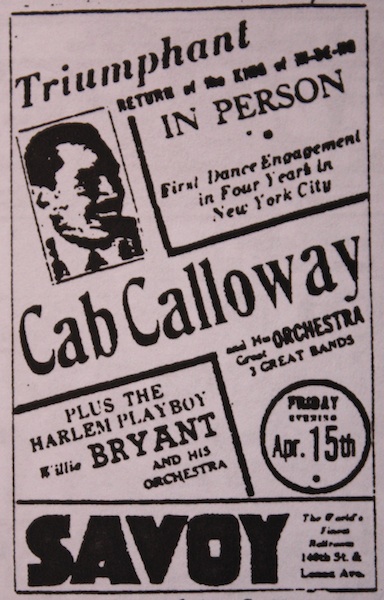 Triumphant
RETURN of the KING of HI-DE-HO
IN PERSON
First Dance Engagement
in Four Years in
New York City
Cab Calloway
and His ORCHESTRA
Great
3 GREAT BANDS
PLUS THE
HARLEM PLAYBOY
Willie BRYANT
AND HIS
ORCHESTRA
FRIDAY
EVENING
Apr. 15th
SAVOY
The World's
Finest
Ballroom
140th St. &
Lenox Ave.